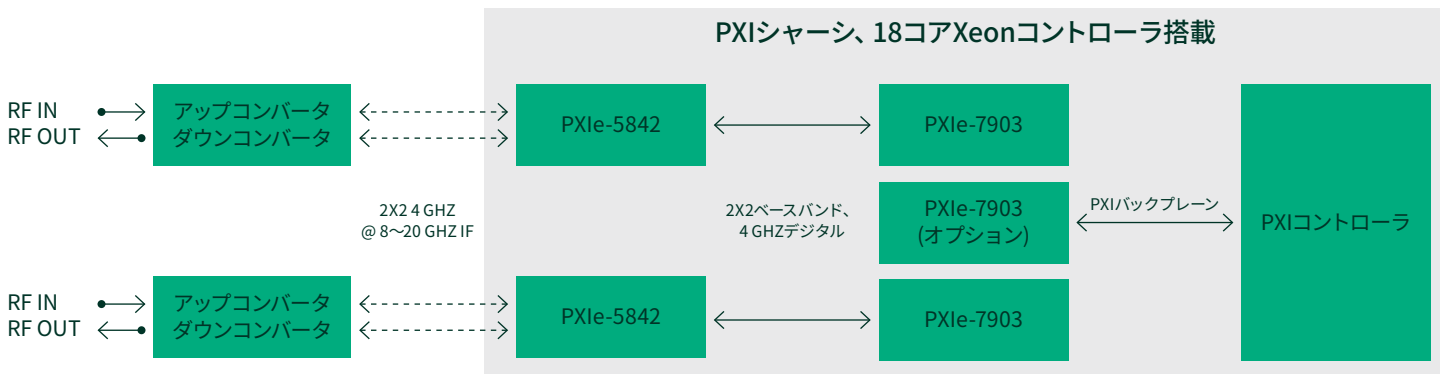 PXIシャーシ、18コアXeonコントローラ搭載
RF IN
RF OUT
アップコンバータ
ダウンコンバータ
PXIe-5842
PXIe-7903
2X2 4 GHZ
@ 8～20 GHZ IF
2X2ベースバンド、
4 GHZデジタル
PXIe-7903
(オプション)
PXIバックプレーン
PXIコントローラ
RF IN
RF OUT
アップコンバータ
ダウンコンバータ
PXIe-5842
PXIe-7903